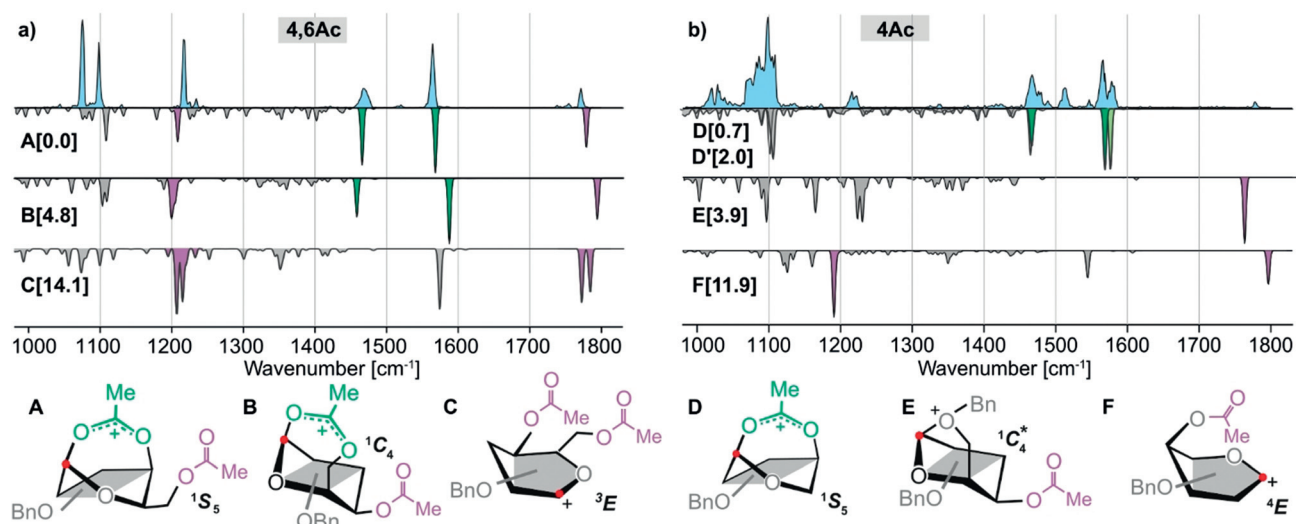 a)
4,6Ac
A[0.0]
B[4.8]
C[14.1]
1000 1100 1200 1300 1400 1500 1600 1700 1800
Wavenumber [cm⁻¹]
b)
4Ac
D[0.7]
D'[2.0]
E[3.9]
F[11.9]
1000 1100 1200 1300 1400 1500 1600 1700 1800
Wavenumber [cm⁻¹]
A
Me
O
+
O
O
O
O
Me
BnO
¹S₅
B
Me
O
+
O
¹C₄
O
O
O
Me
BnO
OBn
C
O
Me
O
O
O
Me
O
BnO
+
³E
D
Me
O
+
O
O
BnO
¹S₅
E
+
O
Bn
¹C₄*
O
O
O
Me
BnO
F
O
O
Me
O
BnO
+
⁴E